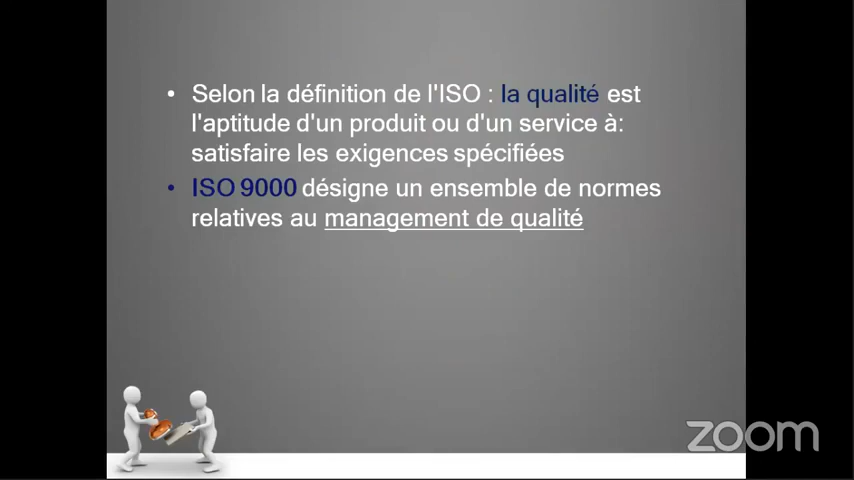 • Selon la définition de l'ISO : la qualité est
l'aptitude d'un produit ou d'un service à:
satisfaire les exigences spécifiées
• ISO 9000 désigne un ensemble de normes
relatives au management de qualité
zoom